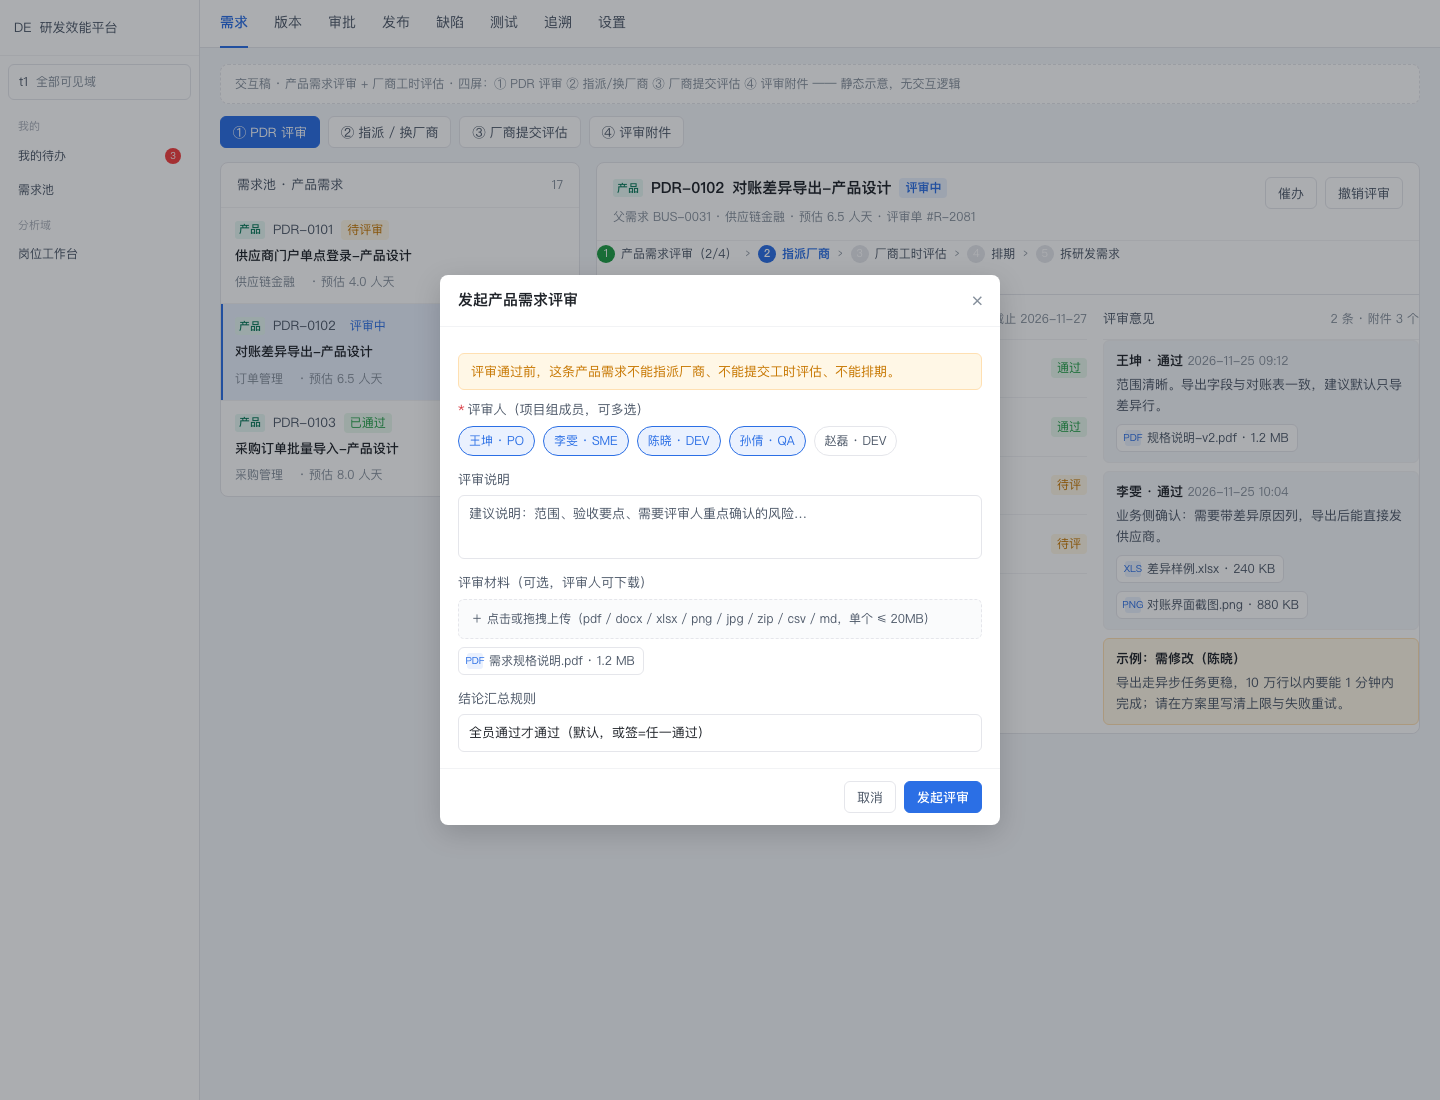 DE 研发效能平台
t1 全部可见域
我的
我的待办 3
需求池
分析域
岗位工作台
需求 版本 审批 发布 缺陷 测试 追溯 设置
交互稿 · 产品需求评审 + 厂商工时评估 · 四屏：① PDR 评审 ② 指派/换厂商 ③ 厂商提交评估 ④ 评审附件 —— 静态示意，无交互逻辑
① PDR 评审 ② 指派 / 换厂商 ③ 厂商提交评估 ④ 评审附件
需求池 · 产品需求 17
产品 PDR-0101 待评审
供应商门户单点登录-产品设计
供应链金融 · 预估 4.0 人天
产品 PDR-0102 评审中
对账差异导出-产品设计
订单管理 · 预估 6.5 人天
产品 PDR-0103 已通过
采购订单批量导入-产品设计
采购管理 · 预估 8.0 人天
产品 PDR-0102 对账差异导出-产品设计 评审中
催办 撤销评审
父需求 BUS-0031 · 供应链金融 · 预估 6.5 人天 · 评审单 #R-2081
1 产品需求评审（2/4） › 2 指派厂商 › 3 厂商工时评估 › 4 排期 › 5 拆研发需求
止 2026-11-27
通过
通过
待评
待评
评审意见 2 条 · 附件 3 个
王坤 · 通过 2026-11-25 09:12
范围清晰。导出字段与对账表一致，建议默认只导
差异行。
PDF 规格说明-v2.pdf · 1.2 MB
李雯 · 通过 2026-11-25 10:04
业务侧确认：需要带差异原因列，导出后能直接发
供应商。
XLS 差异样例.xlsx · 240 KB
PNG 对账界面截图.png · 880 KB
示例：需修改（陈晓）
导出走异步任务更稳，10 万行以内要能 1 分钟内
完成；请在方案里写清上限与失败重试。
发起产品需求评审 ×
评审通过前，这条产品需求不能指派厂商、不能提交工时评估、不能排期。
* 评审人（项目组成员，可多选）
王坤 · PO 李雯 · SME 陈晓 · DEV 孙倩 · QA 赵磊 · DEV
评审说明
建议说明：范围、验收要点、需要评审人重点确认的风险…
评审材料（可选，评审人可下载）
＋ 点击或拖拽上传（pdf / docx / xlsx / png / jpg / zip / csv / md，单个 ≤ 20MB）
PDF 需求规格说明.pdf · 1.2 MB
结论汇总规则
全员通过才通过（默认，或签=任一通过）
取消 发起评审